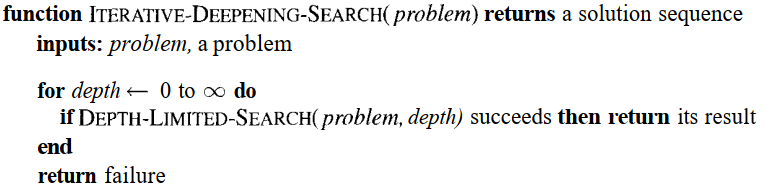 function ITERATIVE-DEEPENING-SEARCH( problem) returns a solution sequence
inputs: problem, a problem
for depth ← 0 to ∞ do
if DEPTH-LIMITED-SEARCH( problem, depth) succeeds then return its result
end
return failure